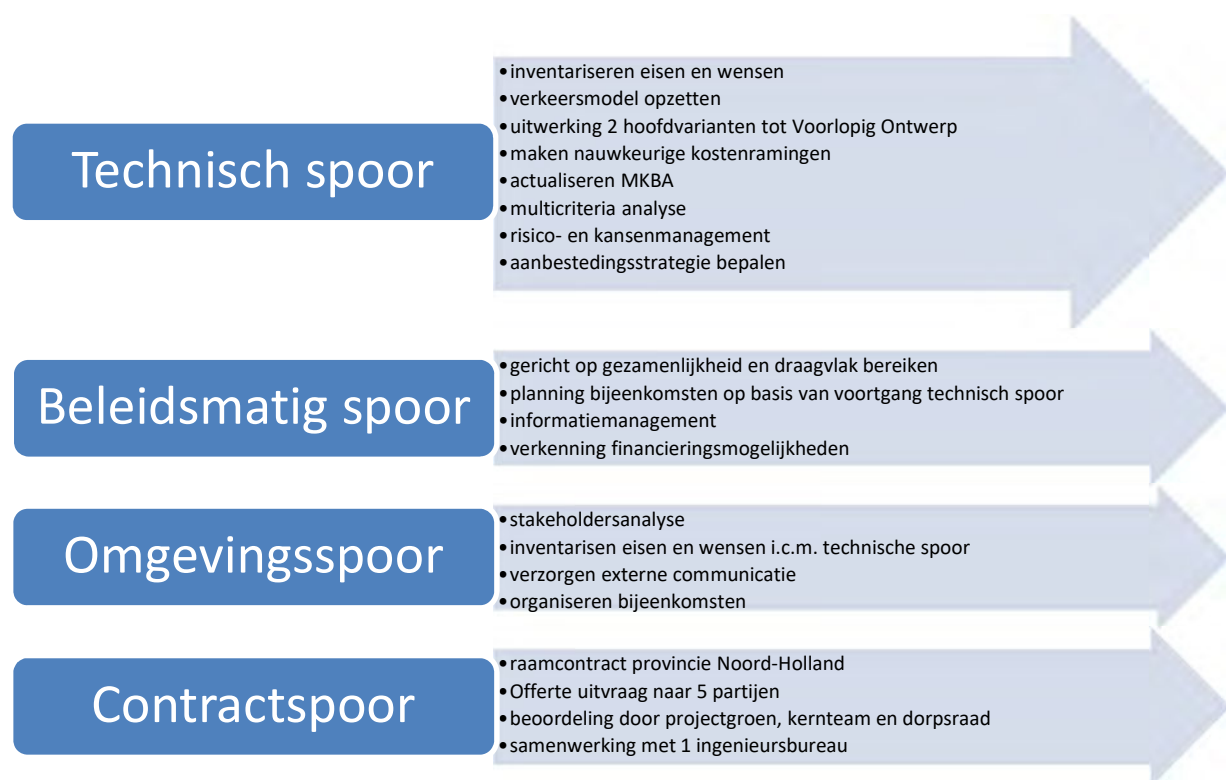 Technisch spoor
•inventariseren eisen en wensen
•verkeersmodel opzetten
•uitwerking 2 hoofdvarianten tot Voorlopig Ontwerp
•maken nauwkeurige kostenramingen
•actualiseren MKBA
•multicriteria analyse
•risico- en kansenmanagement
•aanbestedingsstrategie bepalen
Beleidsmatig spoor
•gericht op gezamenlijkheid en draagvlak bereiken
•planning bijeenkomsten op basis van voortgang technisch spoor
•informatiemanagement
•verkenning financieringsmogelijkheden
Omgevingsspoor
•stakeholdersanalyse
•inventarisen eisen en wensen i.c.m. technische spoor
•verzorgen externe communicatie
•organiseren bijeenkomsten
Contractspoor
•raamcontract provincie Noord-Holland
•Offerte uitvraag naar 5 partijen
•beoordeling door projectgroen, kernteam en dorpsraad
•samenwerking met 1 ingenieursbureau